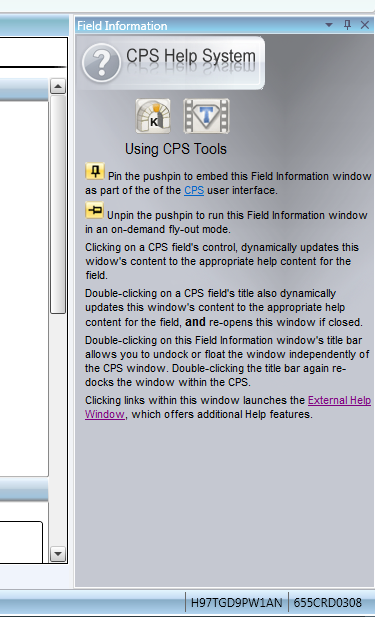 Field Information
CPS Help System
K T
Using CPS Tools
Pin the pushpin to embed this Field Information window
as part of the of the CPS user interface.
Unpin the pushpin to run this Field Information window
in an on-demand fly-out mode.
Clicking on a CPS field's control, dynamically updates this
widow's content to the appropriate help content for the
field.
Double-clicking on a CPS field's title also dynamically
updates this window's content to the appropriate help
content for the field, and re-opens this window if closed.
Double-clicking on this Field Information window's title bar
allows you to undock or float the window independently of
the CPS window. Double-clicking the title bar again re-
docks the window within the CPS.
Clicking links within this window launches the External Help
Window, which offers additional Help features.
H97TGD9PW1AN 655CRD0308